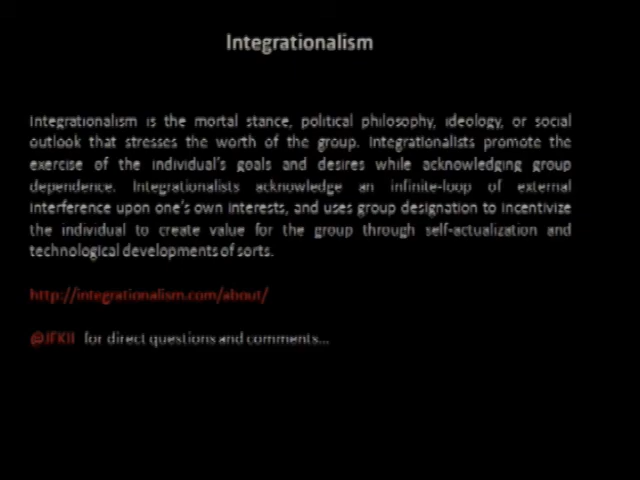 Integrationalism
Integrationalism is the mortal stance, political philosophy, ideology, or social
outlook that stresses the worth of the group. Integrationalists promote the
exercise of the individual's goals and desires while acknowledging group
dependence. Integrationalists acknowledge an infinite-loop of external
interference upon one's own interests, and uses group designation to incentivize
the individual to create value for the group through self-actualization and
technological developments of sorts.
http://integrationalism.com/about/
@JFKII for direct questions and comments...